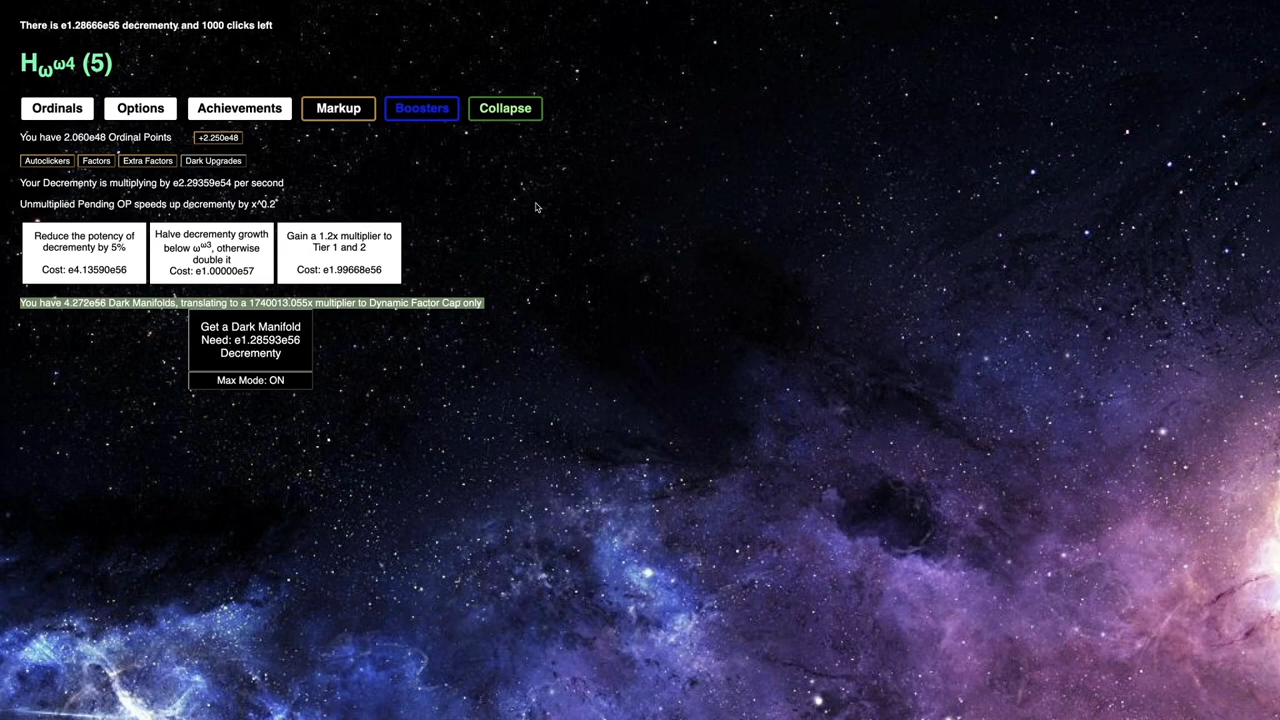 There is e1.28666e56 decrementy and 1000 clicks left
H_ω^ω4 (5)
Ordinals Options Achievements Markup Boosters Collapse
You have 2.060e48 Ordinal Points +2.250e48
Autoclickers Factors Extra Factors Dark Upgrades
Your Decrementy is multiplying by e2.29359e54 per second
Unmultiplied Pending OP speeds up decrementy by x^0.2"
Reduce the potency of
decrementy by 5%
Cost: e4.13590e56
Halve decrementy growth
below ω^ω3, otherwise
double it
Cost: e1.00000e57
Gain a 1.2x multiplier to
Tier 1 and 2
Cost: e1.99668e56
You have 4.272e56 Dark Manifolds, translating to a 1740013.055x multiplier to Dynamic Factor Cap only
Get a Dark Manifold
Need: e1.28593e56
Decrementy
Max Mode: ON